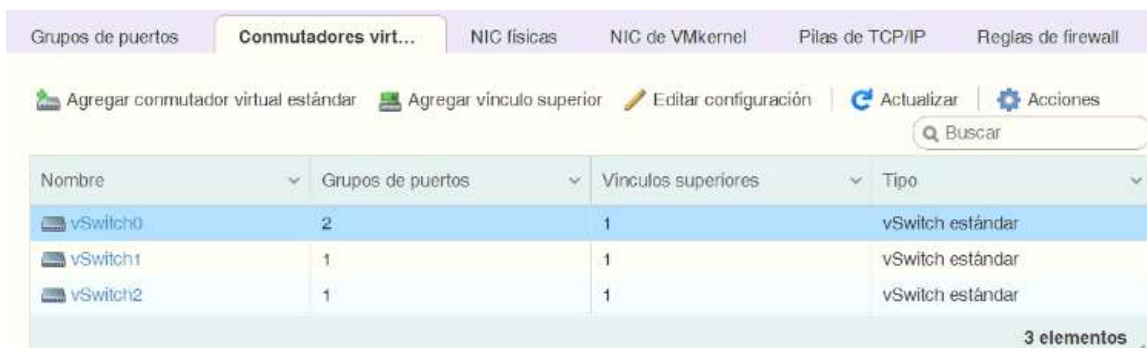 Grupos de puertos Conmutadores virt... NIC físicas NIC de VMkernel Pilas de TCP/IP Reglas de firewall
Agregar conmutador virtual estándar Agregar vínculo superior Editar configuración Actualizar Acciones
Buscar
Nombre Grupos de puertos Vínculos superiores Tipo
vSwitch0 2 1 vSwitch estándar
vSwitch1 1 1 vSwitch estándar
vSwitch2 1 1 vSwitch estándar
3 elementos